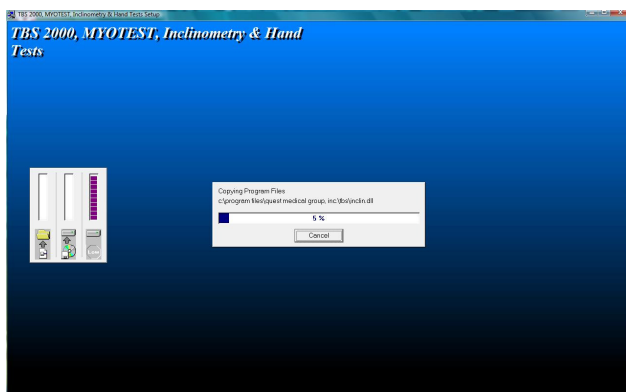 TBS 2000, MYOTEST, Inclinometry & Hand Tests Setup
TBS 2000, MYOTEST, Inclinometry & Hand
Tests
Copying Program Files
c:\program files\quest medical group, inc.\tbs\inclin.dll
5 %
Cancel